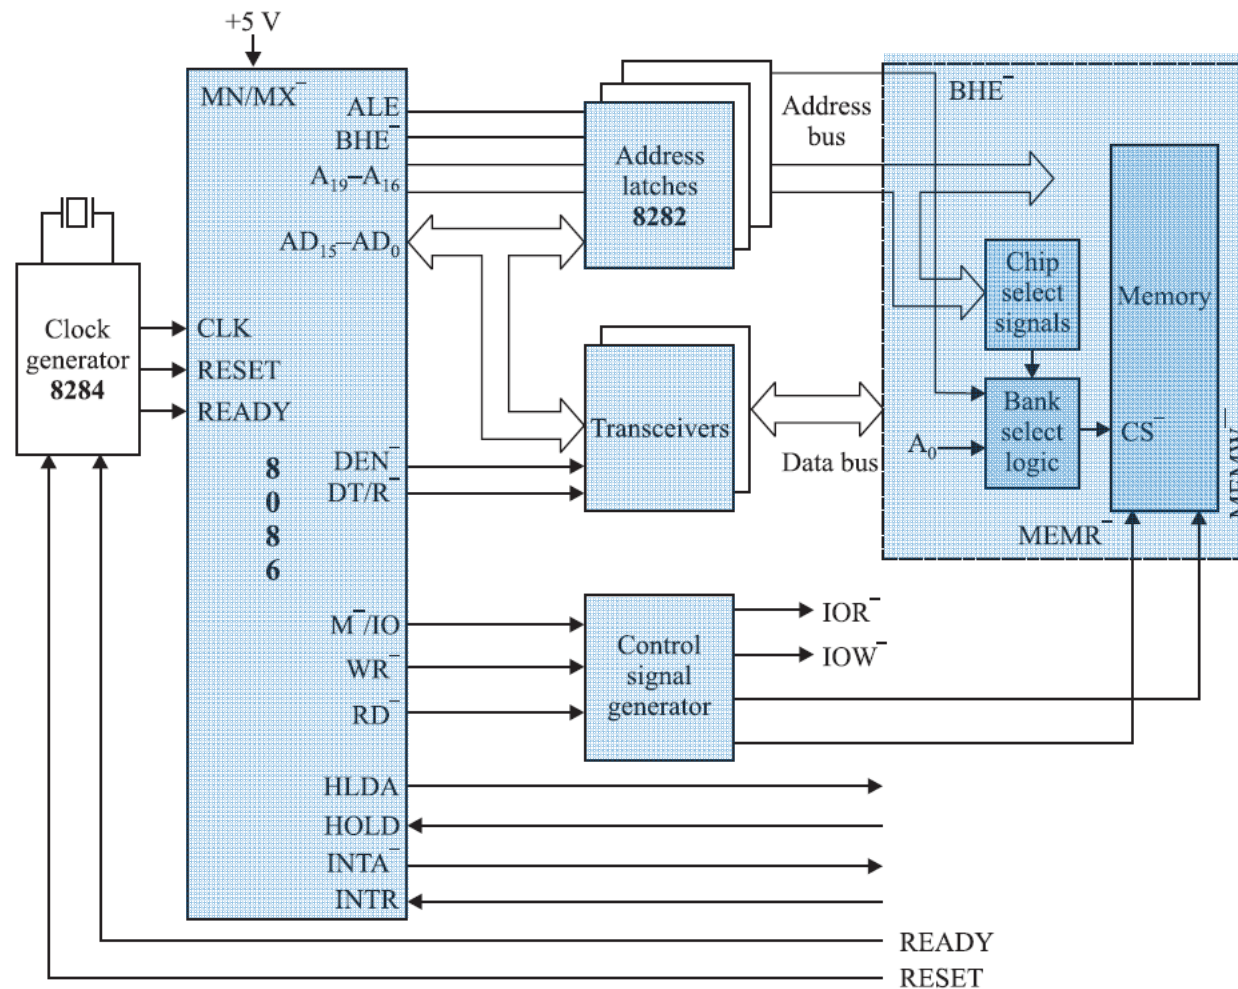 +5 V
MN/MX‾
ALE
BHE‾
A₁₉–A₁₆
AD₁₅–AD₀
CLK
RESET
READY
8
0
8
6
DEN‾
DT/R‾
M‾/IO
WR‾
RD‾
HLDA
HOLD
INTA‾
INTR
Clock
generator
8284
Address
latches
8282
Address
bus
Transceivers
Data bus
Control
signal
generator
IOR‾
IOW‾
BHE‾
Chip
select
signals
Bank
select
logic
A₀
Memory
CS‾
MEMR‾
MEMW‾
READY
RESET